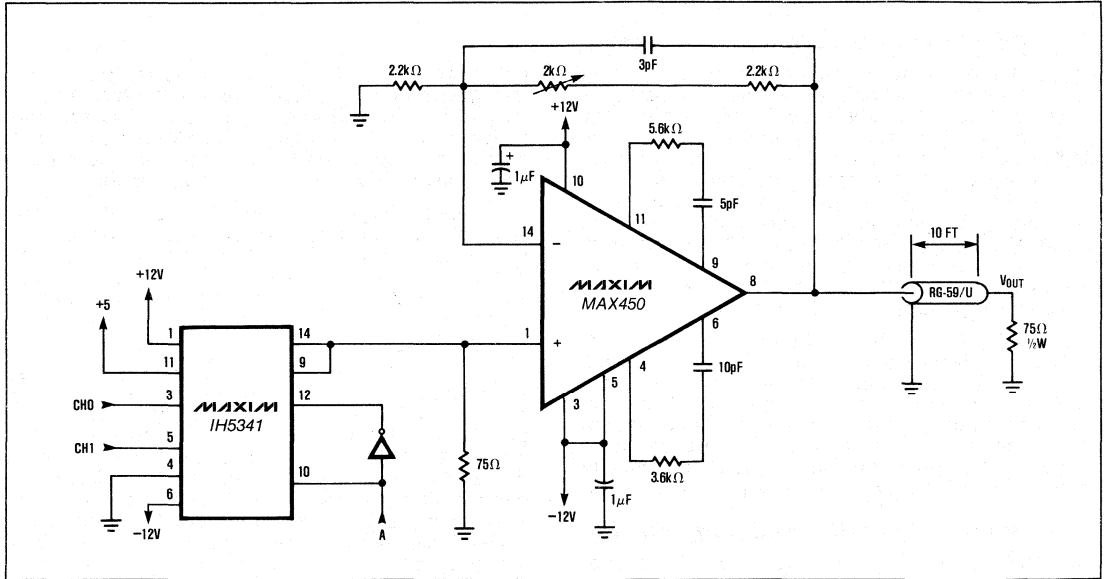 3pF
2.2kΩ
2kΩ
2.2kΩ
+12V
5.6kΩ
+
1μF
10
11
5pF
14
−
9
10 FT
MAXIM
MAX450
8
RG-59/U
VOUT
+12V
+5
1
14
1
+
6
75Ω
½W
11
9
4
10pF
3
MAXIM
IH5341
12
5
CH0
3
CH1
5
4
10
75Ω
3.6kΩ
1μF
6
−12V
−12V
A